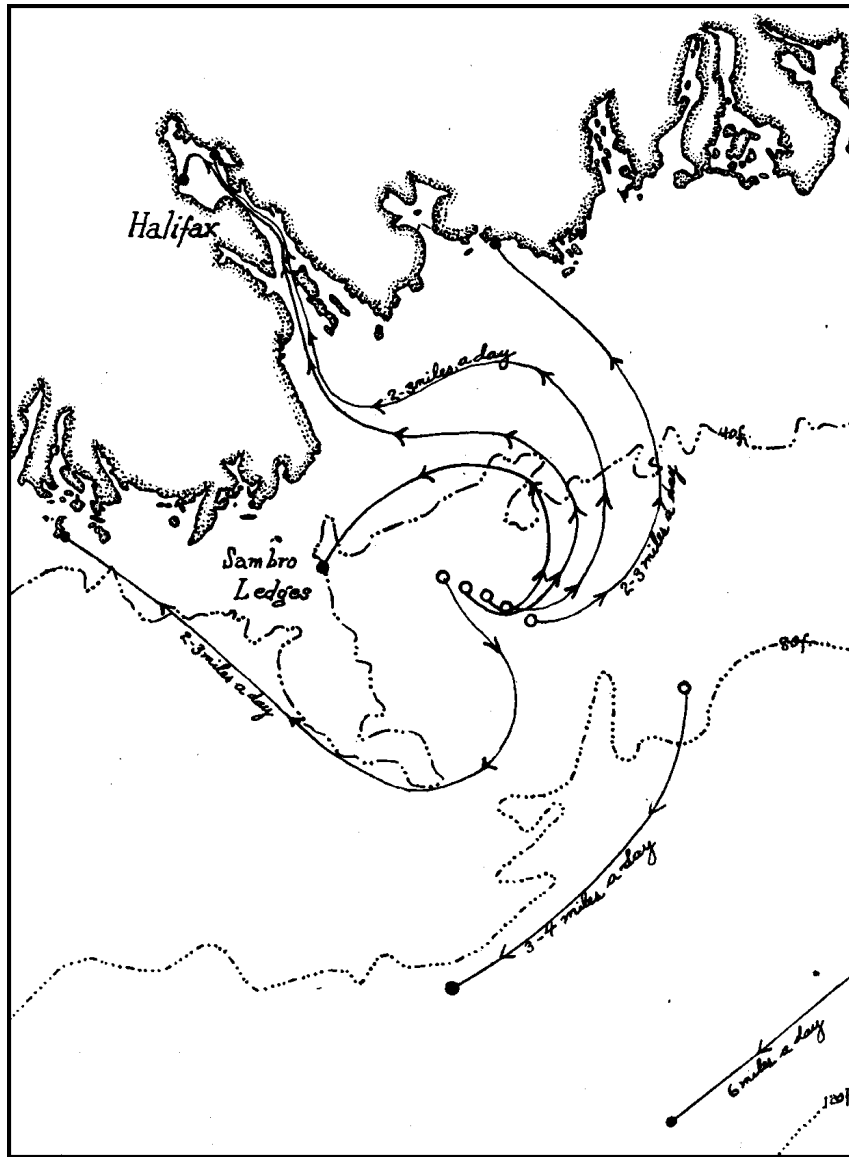 Halifax
2-3 miles a day
40f.
2-3 miles a day
Sambro
Ledges
2-3 miles a day
80f.
3-4 miles a day
6 miles a day
120f